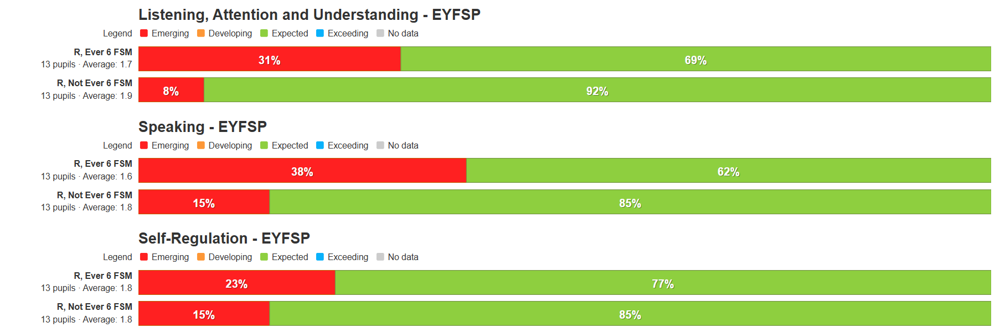 Listening, Attention and Understanding - EYFSP
Legend Emerging Developing Expected Exceeding No data
R, Ever 6 FSM
13 pupils · Average: 1.7
31% 69%
R, Not Ever 6 FSM
13 pupils · Average: 1.9
8% 92%
Speaking - EYFSP
Legend Emerging Developing Expected Exceeding No data
R, Ever 6 FSM
13 pupils · Average: 1.6
38% 62%
R, Not Ever 6 FSM
13 pupils · Average: 1.8
15% 85%
Self-Regulation - EYFSP
Legend Emerging Developing Expected Exceeding No data
R, Ever 6 FSM
13 pupils · Average: 1.8
23% 77%
R, Not Ever 6 FSM
13 pupils · Average: 1.8
15% 85%